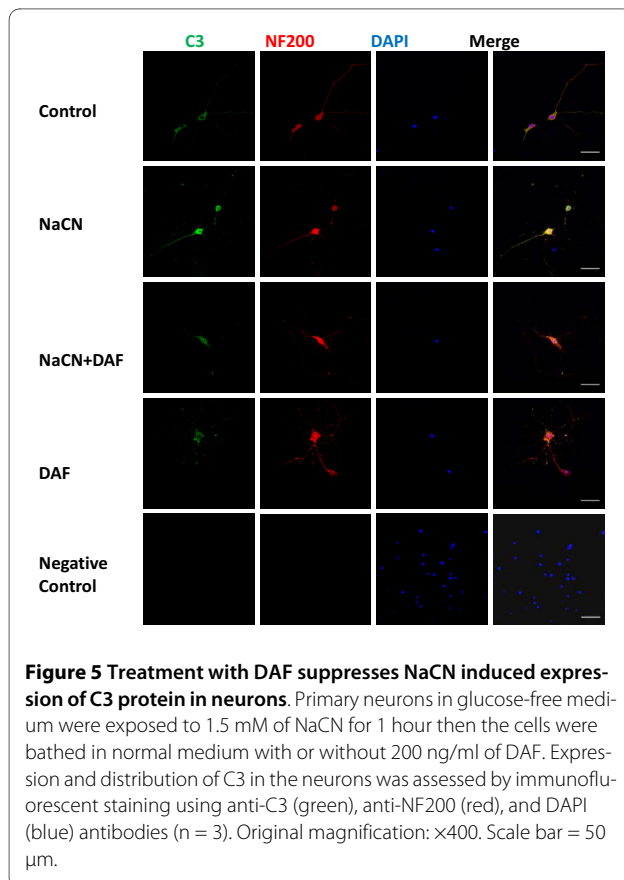 C3 NF200 DAPI Merge
Control
NaCN
NaCN+DAF
DAF
Negative
Control
Figure 5 Treatment with DAF suppresses NaCN induced expres-
sion of C3 protein in neurons. Primary neurons in glucose-free medi-
um were exposed to 1.5 mM of NaCN for 1 hour then the cells were
bathed in normal medium with or without 200 ng/ml of DAF. Expres-
sion and distribution of C3 in the neurons was assessed by immunoflu-
orescent staining using anti-C3 (green), anti-NF200 (red), and DAPI
(blue) antibodies (n = 3). Original magnification: ×400. Scale bar = 50
μm.